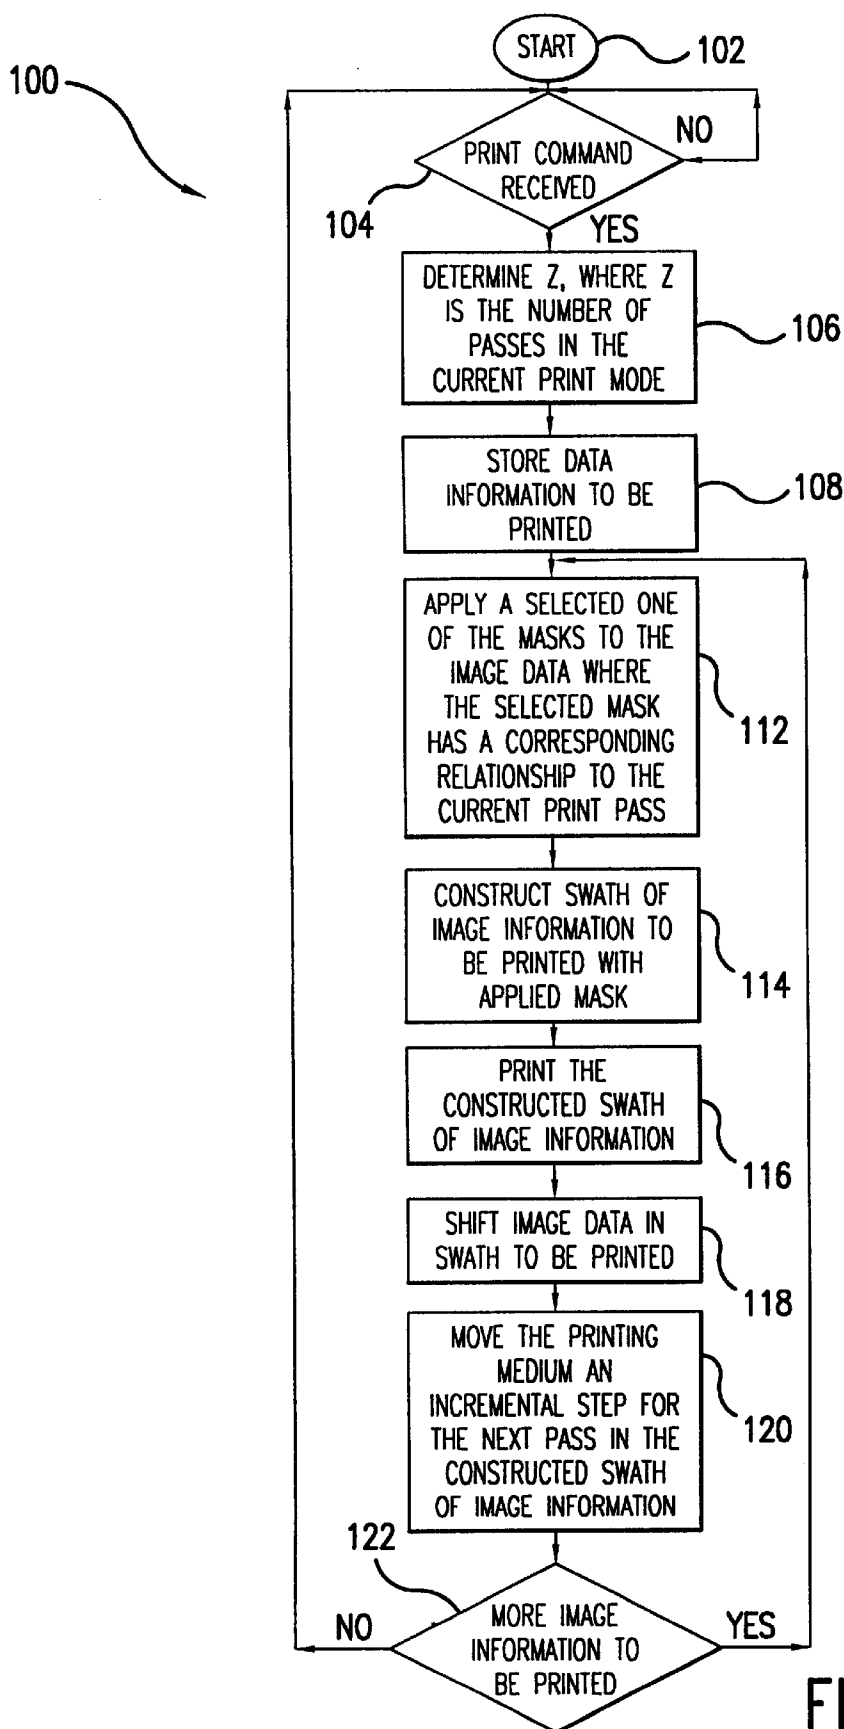 START
102
100
NO
PRINT COMMAND
RECEIVED
104
YES
DETERMINE Z, WHERE Z
IS THE NUMBER OF
PASSES IN THE
CURRENT PRINT MODE
106
STORE DATA
INFORMATION TO BE
PRINTED
108
APPLY A SELECTED ONE
OF THE MASKS TO THE
IMAGE DATA WHERE
THE SELECTED MASK
HAS A CORRESPONDING
RELATIONSHIP TO THE
CURRENT PRINT PASS
112
CONSTRUCT SWATH OF
IMAGE INFORMATION TO
BE PRINTED WITH
APPLIED MASK
114
PRINT THE
CONSTRUCTED SWATH
OF IMAGE INFORMATION
116
SHIFT IMAGE DATA IN
SWATH TO BE PRINTED
118
MOVE THE PRINTING
MEDIUM AN
INCREMENTAL STEP FOR
THE NEXT PASS IN THE
CONSTRUCTED SWATH
OF IMAGE INFORMATION
120
122
NO
MORE IMAGE
INFORMATION TO
BE PRINTED
YES